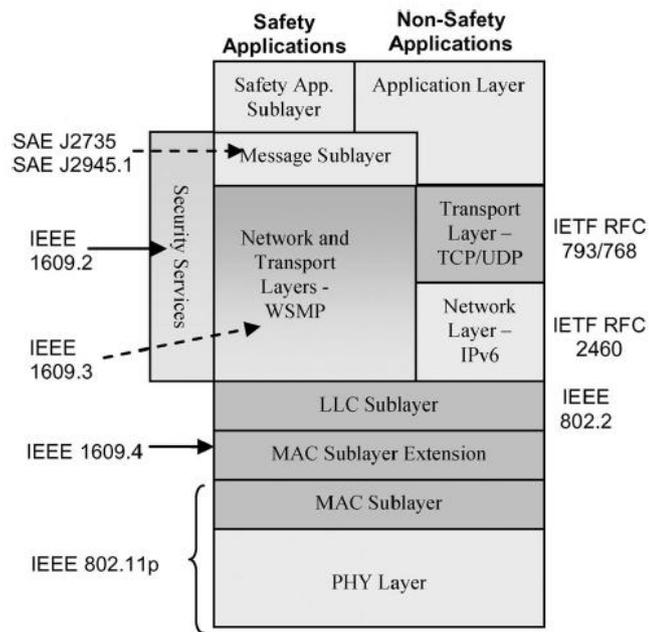 Safety
Applications
Non-Safety
Applications
Safety App.
Sublayer
Application Layer
SAE J2735
SAE J2945.1
Message Sublayer
Security Services
IEEE
1609.2
Network and
Transport
Layers -
WSMP
Transport
Layer –
TCP/UDP
IETF RFC
793/768
IEEE
1609.3
Network
Layer –
IPv6
IETF RFC
2460
LLC Sublayer
IEEE
802.2
IEEE 1609.4
MAC Sublayer Extension
MAC Sublayer
IEEE 802.11p
PHY Layer